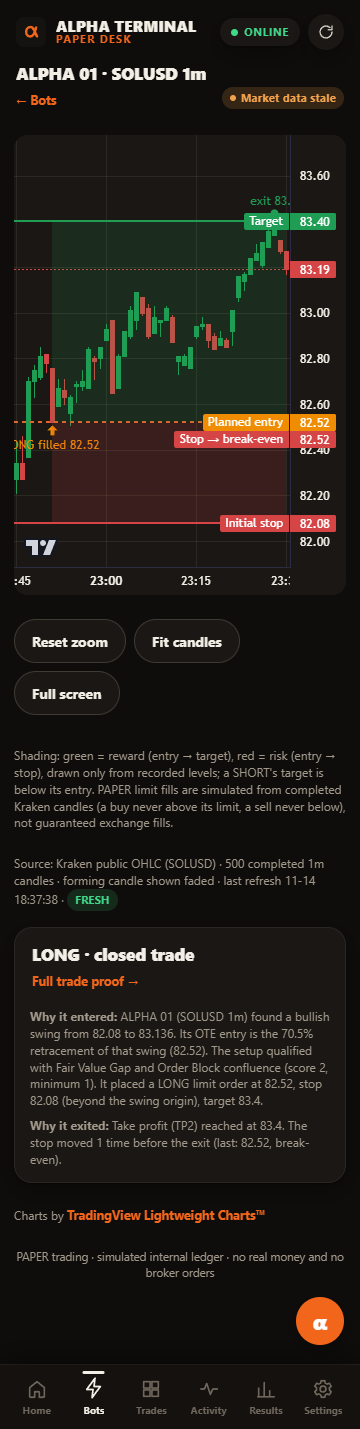 α ALPHA TERMINAL
PAPER DESK
ONLINE
ALPHA 01 · SOLUSD 1m
← Bots
Market data stale
83.60
exit 83.
Target 83.40
83.19
83.00
82.80
82.60
Planned entry 82.52
Stop → break-even 82.52
ONG filled 82.52
82.40
82.20
Initial stop 82.08
82.00
:45 23:00 23:15 23:
Reset zoom
Fit candles
Full screen
Shading: green = reward (entry → target), red = risk (entry →
stop), drawn only from recorded levels; a SHORT's target is
below its entry. PAPER limit fills are simulated from completed
Kraken candles (a buy never above its limit, a sell never below),
not guaranteed exchange fills.
Source: Kraken public OHLC (SOLUSD) · 500 completed 1m
candles · forming candle shown faded · last refresh 11-14
18:37:38 · FRESH
LONG · closed trade
Full trade proof →
Why it entered: ALPHA 01 (SOLUSD 1m) found a bullish
swing from 82.08 to 83.136. Its OTE entry is the 70.5%
retracement of that swing (82.52). The setup qualified
with Fair Value Gap and Order Block confluence (score 2,
minimum 1). It placed a LONG limit order at 82.52, stop
82.08 (beyond the swing origin), target 83.4.
Why it exited: Take profit (TP2) reached at 83.4. The
stop moved 1 time before the exit (last: 82.52, break-
even).
Charts by TradingView Lightweight Charts™
PAPER trading · simulated internal ledger · no real money and no
broker orders
α
Home
Bots
Trades
Activity
Results
Settings